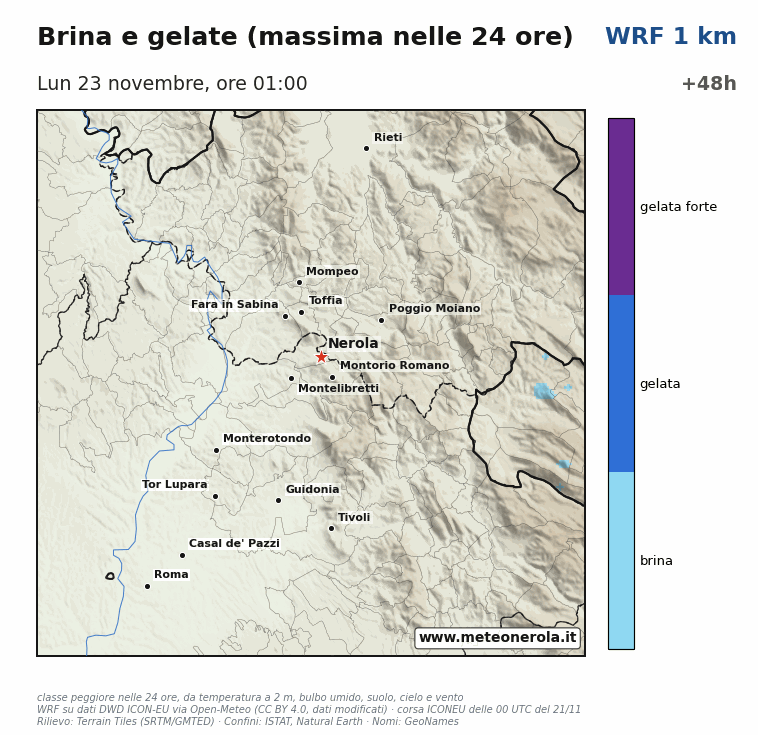 Brina e gelate (massima nelle 24 ore)
WRF 1 km
Lun 23 novembre, ore 01:00
+48h
Rieti
gelata forte
Mompeo
Toffia
Fara in Sabina
Poggio Moiano
Nerola
Montorio Romano
gelata
Montelibretti
Monterotondo
Tor Lupara
Guidonia
Tivoli
Casal de' Pazzi
brina
Roma
www.meteonerola.it
classe peggiore nelle 24 ore, da temperatura a 2 m, bulbo umido, suolo, cielo e vento
WRF su dati DWD ICON-EU via Open-Meteo (CC BY 4.0, dati modificati) · corsa ICONEU delle 00 UTC del 21/11
Rilievo: Terrain Tiles (SRTM/GMTED) · Confini: ISTAT, Natural Earth · Nomi: GeoNames